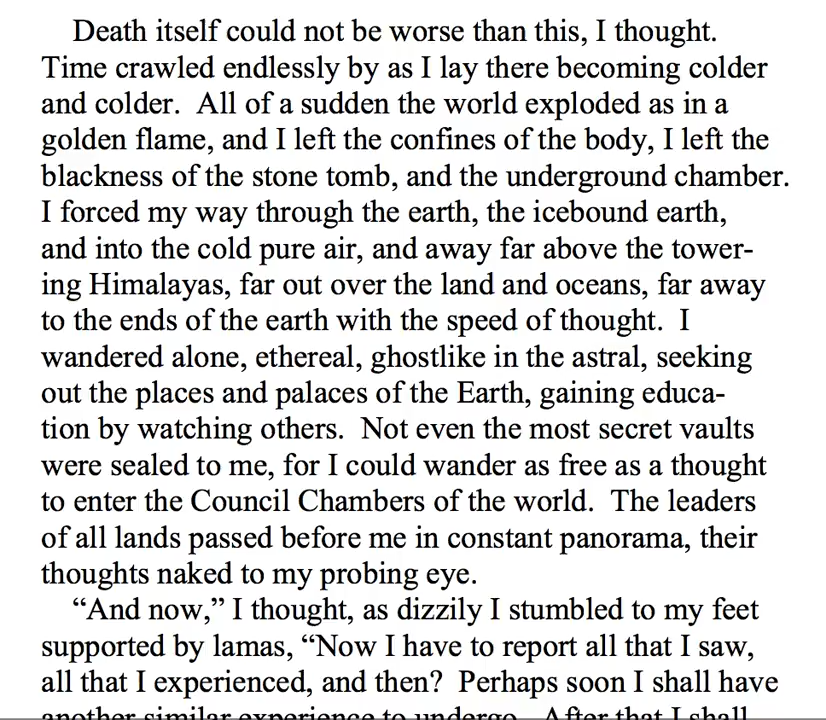 Death itself could not be worse than this, I thought.
Time crawled endlessly by as I lay there becoming colder
and colder.  All of a sudden the world exploded as in a
golden flame, and I left the confines of the body, I left the
blackness of the stone tomb, and the underground chamber.
I forced my way through the earth, the icebound earth,
and into the cold pure air, and away far above the tower-
ing Himalayas, far out over the land and oceans, far away
to the ends of the earth with the speed of thought.  I
wandered alone, ethereal, ghostlike in the astral, seeking
out the places and palaces of the Earth, gaining educa-
tion by watching others.  Not even the most secret vaults
were sealed to me, for I could wander as free as a thought
to enter the Council Chambers of the world.  The leaders
of all lands passed before me in constant panorama, their
thoughts naked to my probing eye.
“And now,” I thought, as dizzily I stumbled to my feet
supported by lamas, “Now I have to report all that I saw,
all that I experienced, and then?  Perhaps soon I shall have
another similar experience to undergo.  After that I shall